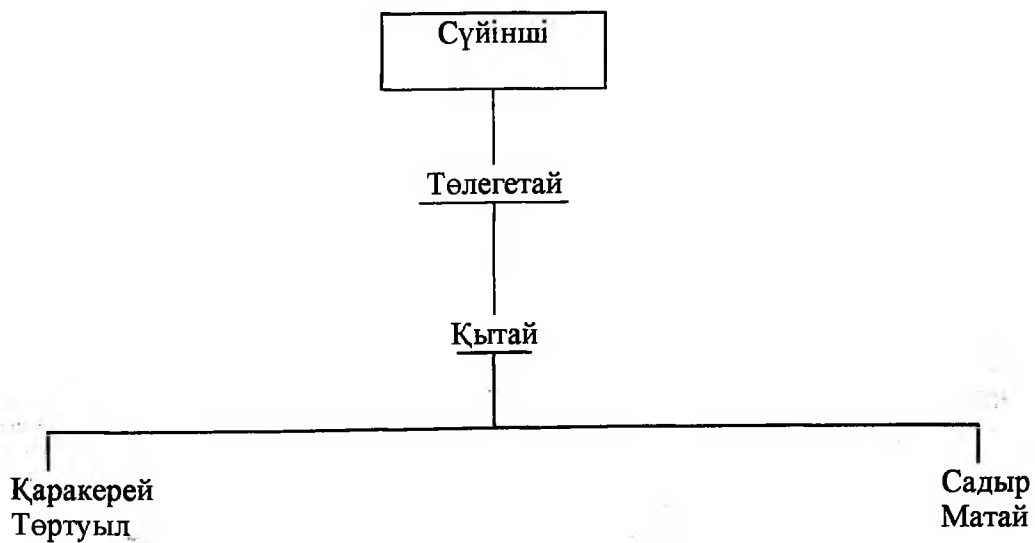 Сүйінші
Төлегетай
Қытай
Қаракерей
Төртуыл
Садыр
Матай